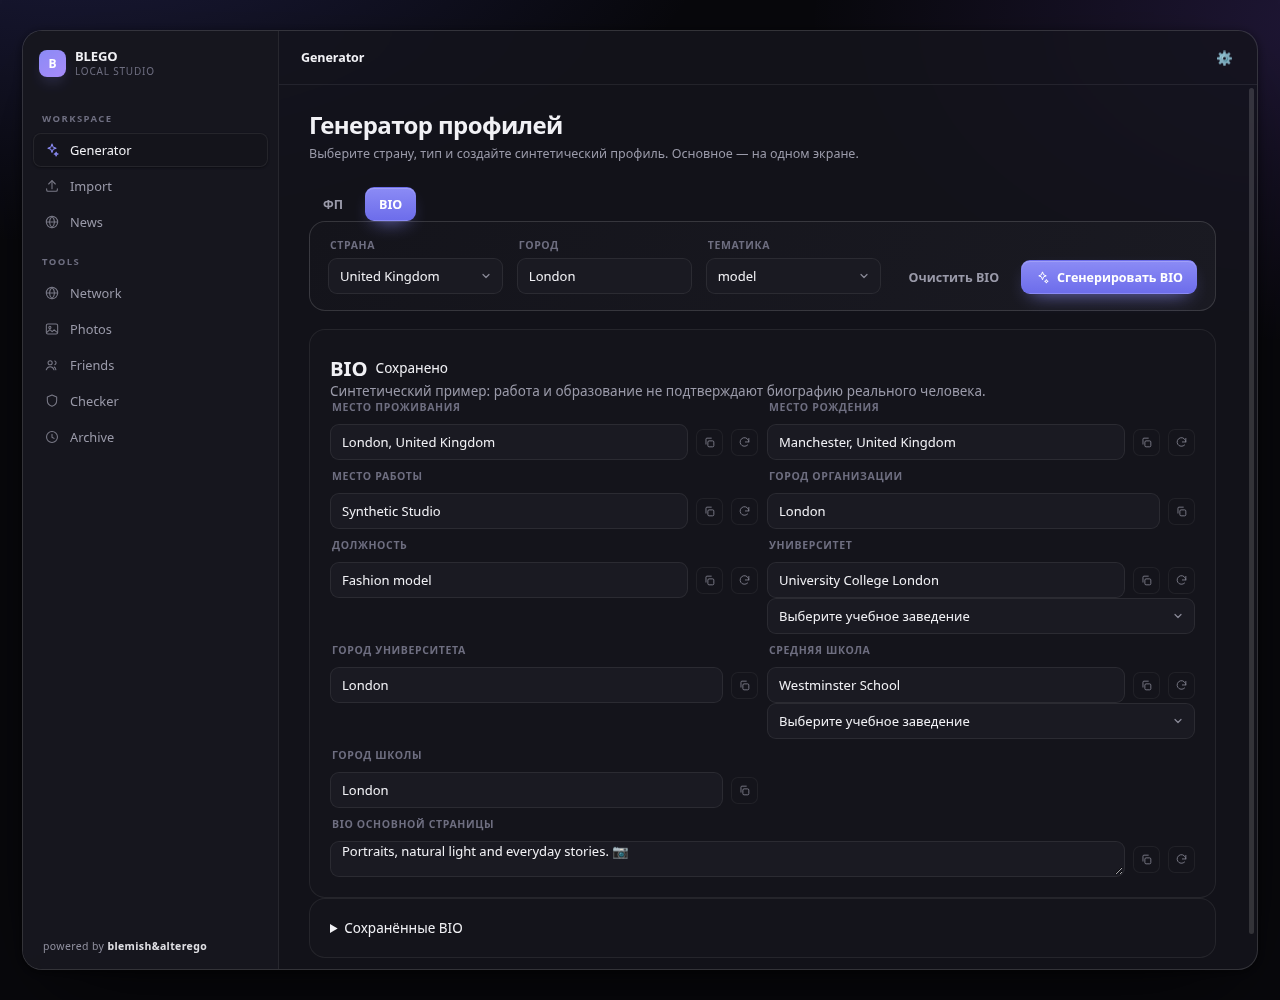 B
BLEGO
LOCAL STUDIO
WORKSPACE
Generator
Import
News
TOOLS
Network
Photos
Friends
Checker
Archive
powered by blemish&alterego
Generator
Генератор профилей
Выберите страну, тип и создайте синтетический профиль. Основное — на одном экране.
ФП
BIO
СТРАНА
ГОРОД
ТЕМАТИКА
United Kingdom
London
model
Очистить BIO
Сгенерировать BIO
BIO Сохранено
Синтетический пример: работа и образование не подтверждают биографию реального человека.
МЕСТО ПРОЖИВАНИЯ
МЕСТО РОЖДЕНИЯ
London, United Kingdom
Manchester, United Kingdom
МЕСТО РАБОТЫ
ГОРОД ОРГАНИЗАЦИИ
Synthetic Studio
London
ДОЛЖНОСТЬ
УНИВЕРСИТЕТ
Fashion model
University College London
Выберите учебное заведение
ГОРОД УНИВЕРСИТЕТА
СРЕДНЯЯ ШКОЛА
London
Westminster School
Выберите учебное заведение
ГОРОД ШКОЛЫ
London
BIO ОСНОВНОЙ СТРАНИЦЫ
Portraits, natural light and everyday stories. 📷
Сохранённые BIO